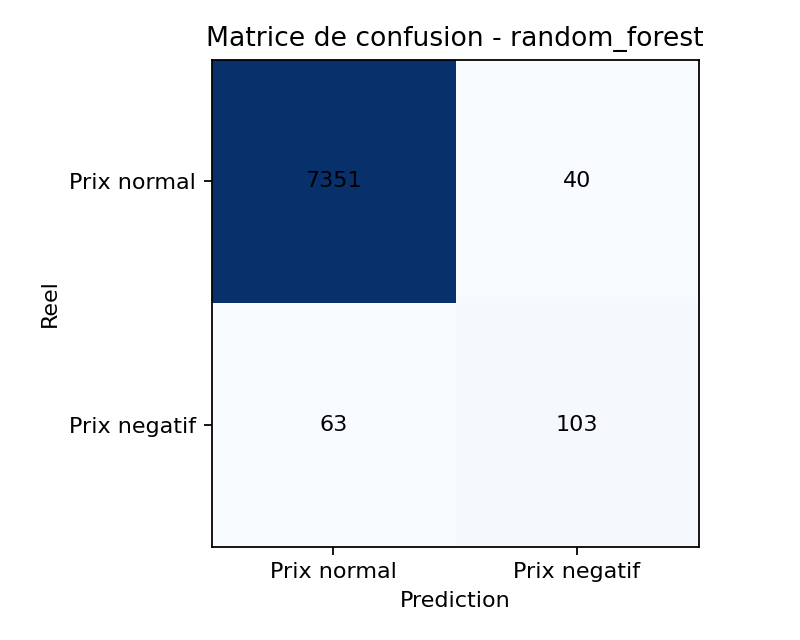 Matrice de confusion - random_forest
Prix normal
7351
40
Reel
Prix negatif
63
103
Prix normal
Prix negatif
Prediction